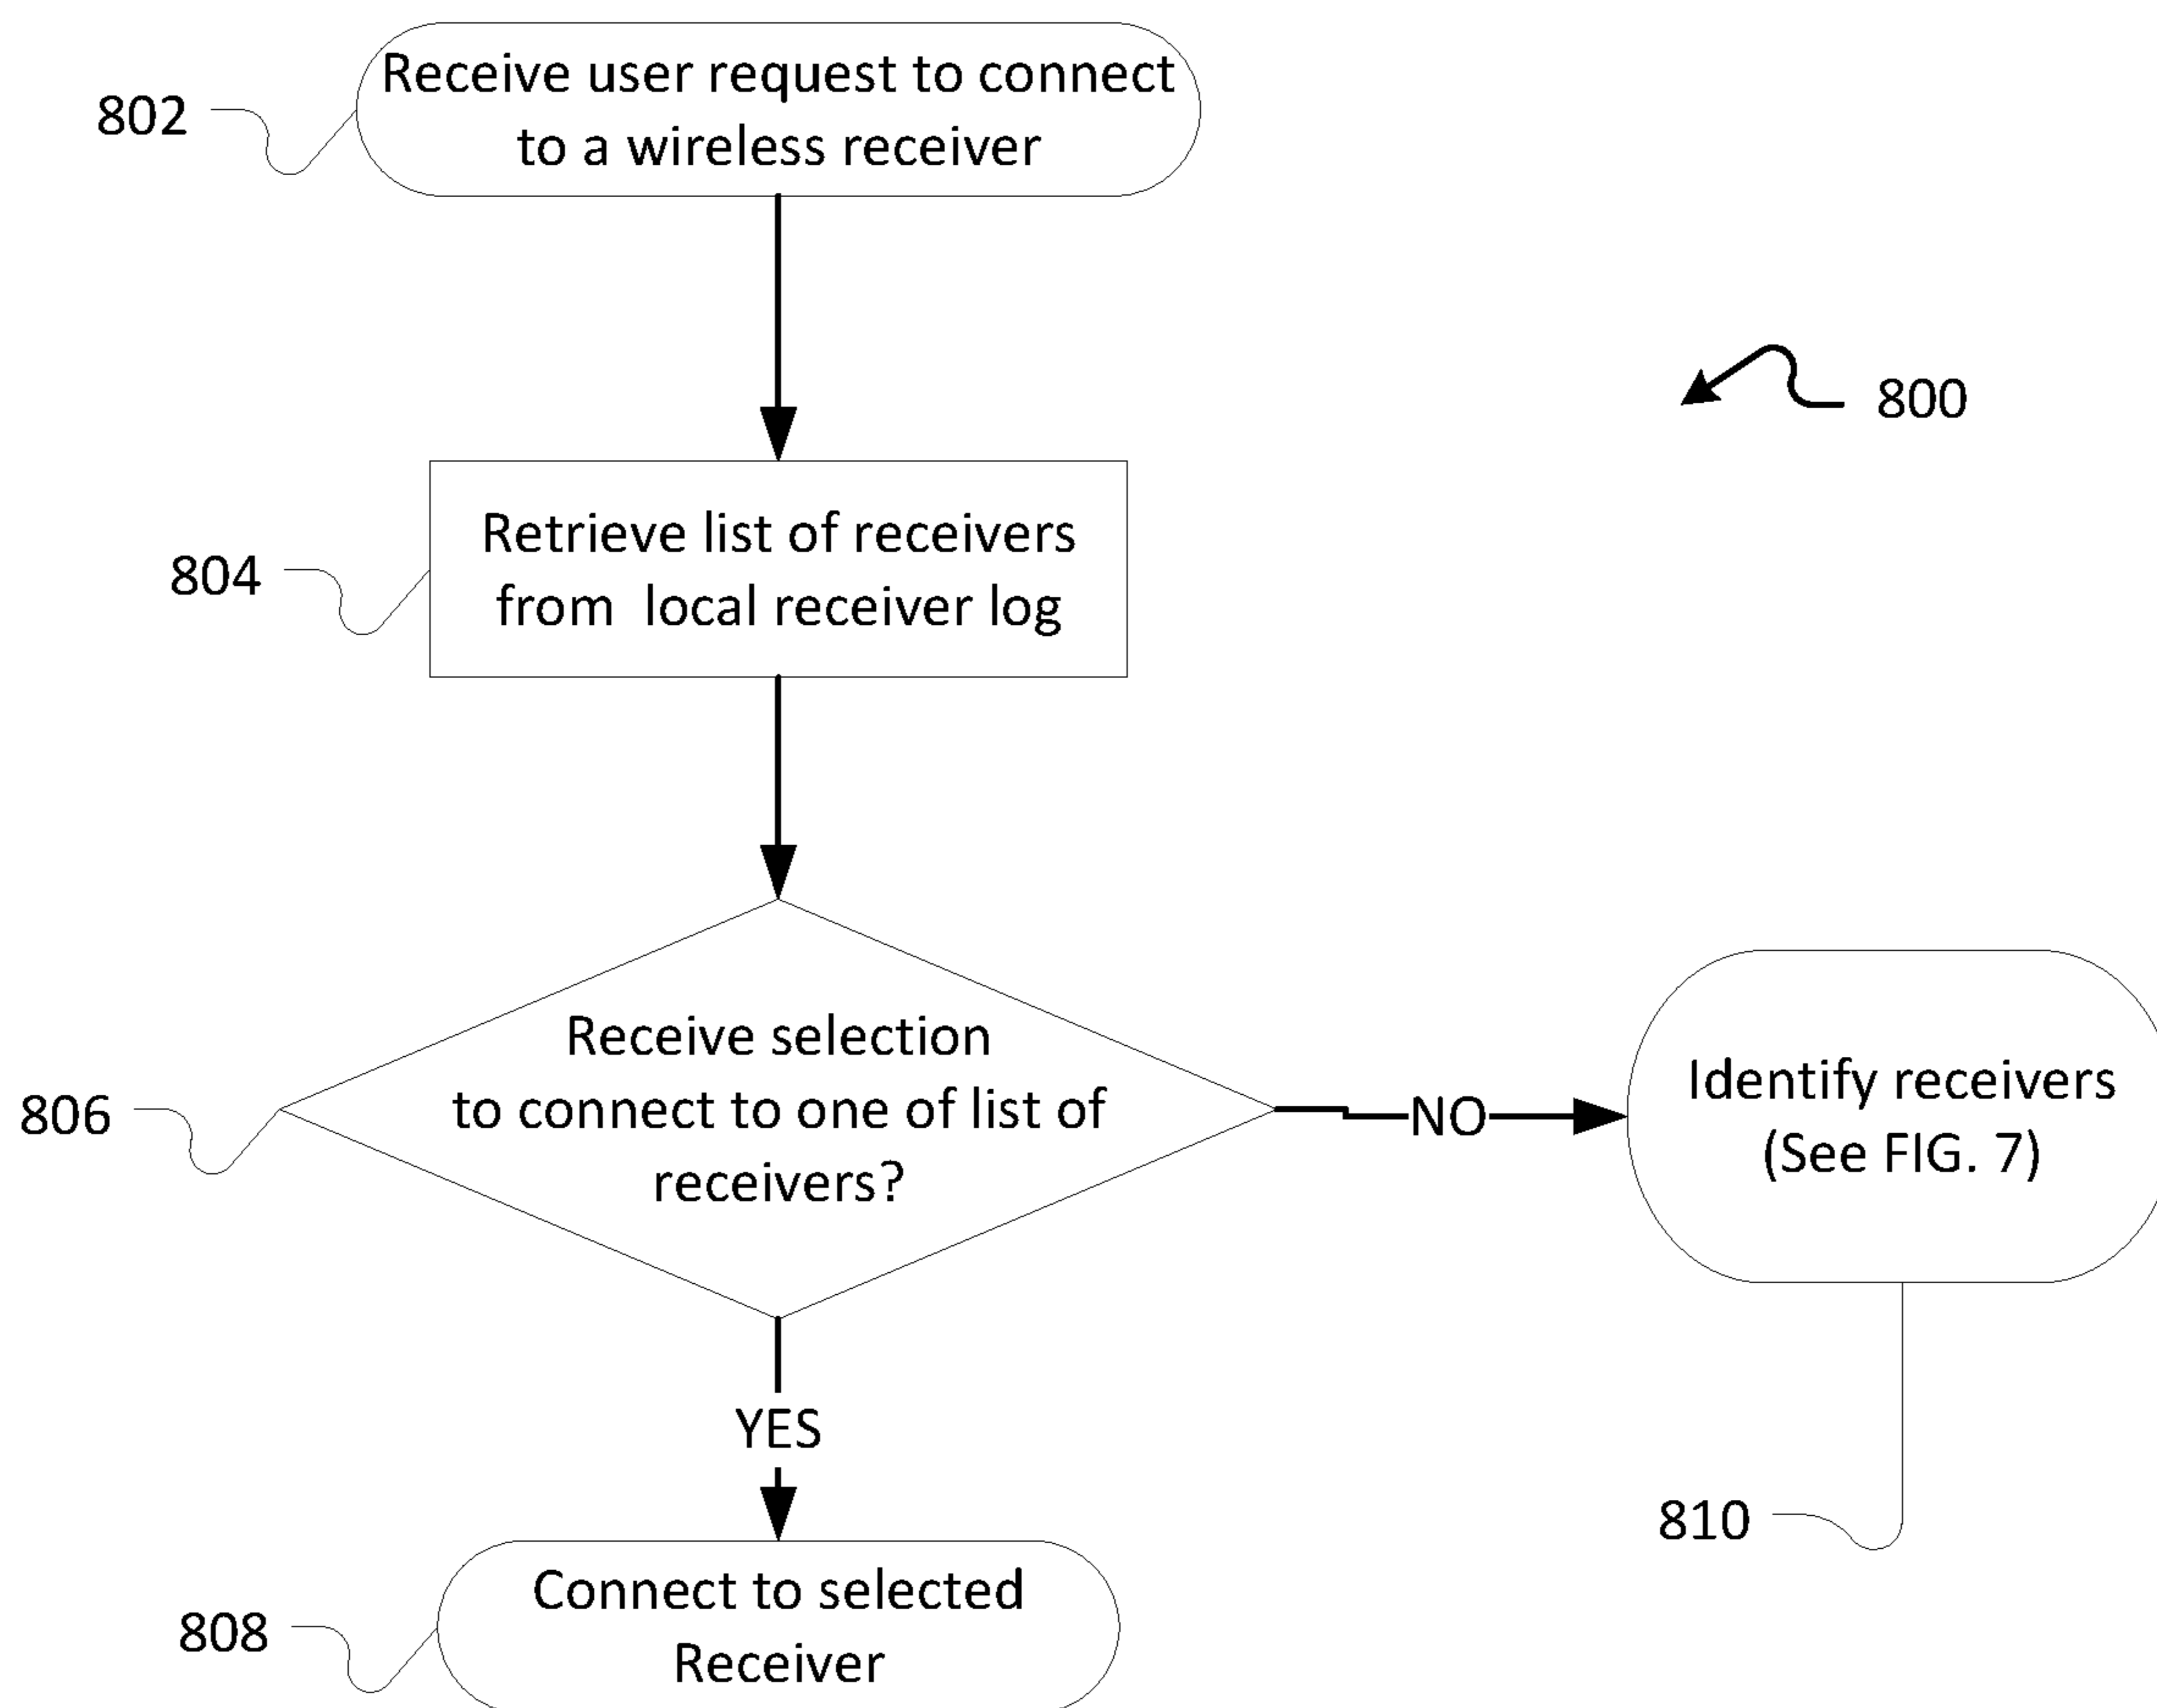 802
Receive user request to connect
to a wireless receiver
800
804
Retrieve list of receivers
from local receiver log
806
Receive selection
to connect to one of list of
receivers?
NO
Identify receivers
(See FIG. 7)
YES
810
808
Connect to selected
Receiver